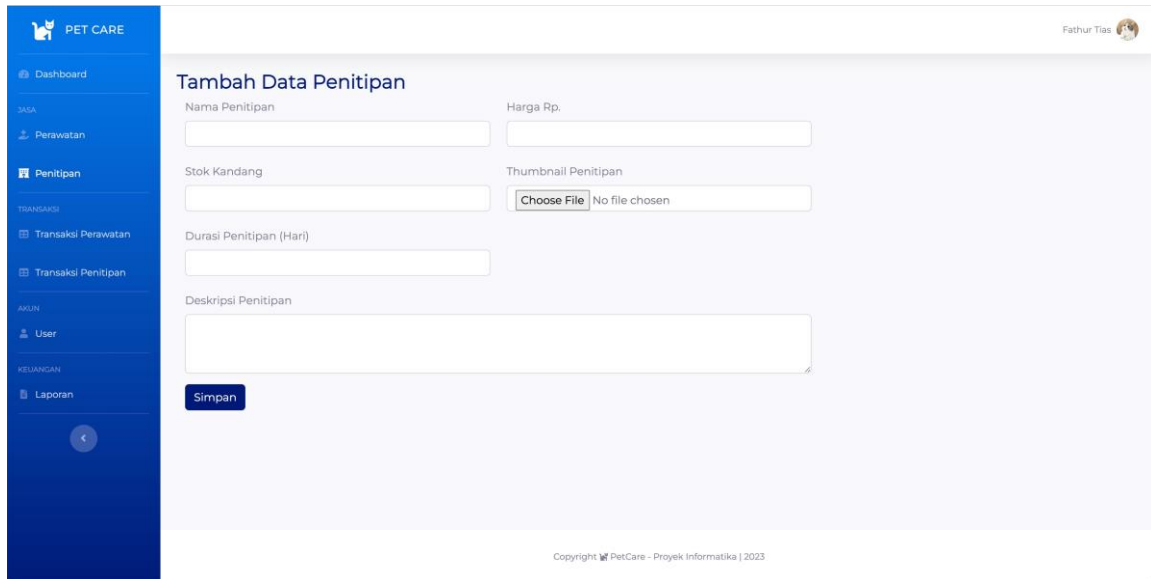 PET CARE
Fathur Tias
Dashboard
JASA
Perawatan
Penitipan
TRANSAKSI
Transaksi Perawatan
Transaksi Penitipan
AKUN
User
KEUANGAN
Laporan
Tambah Data Penitipan
Nama Penitipan
Harga Rp.
Stok Kandang
Thumbnail Penitipan
Choose File No file chosen
Durasi Penitipan (Hari)
Deskripsi Penitipan
Simpan
Copyright PetCare - Proyek Informatika | 2023